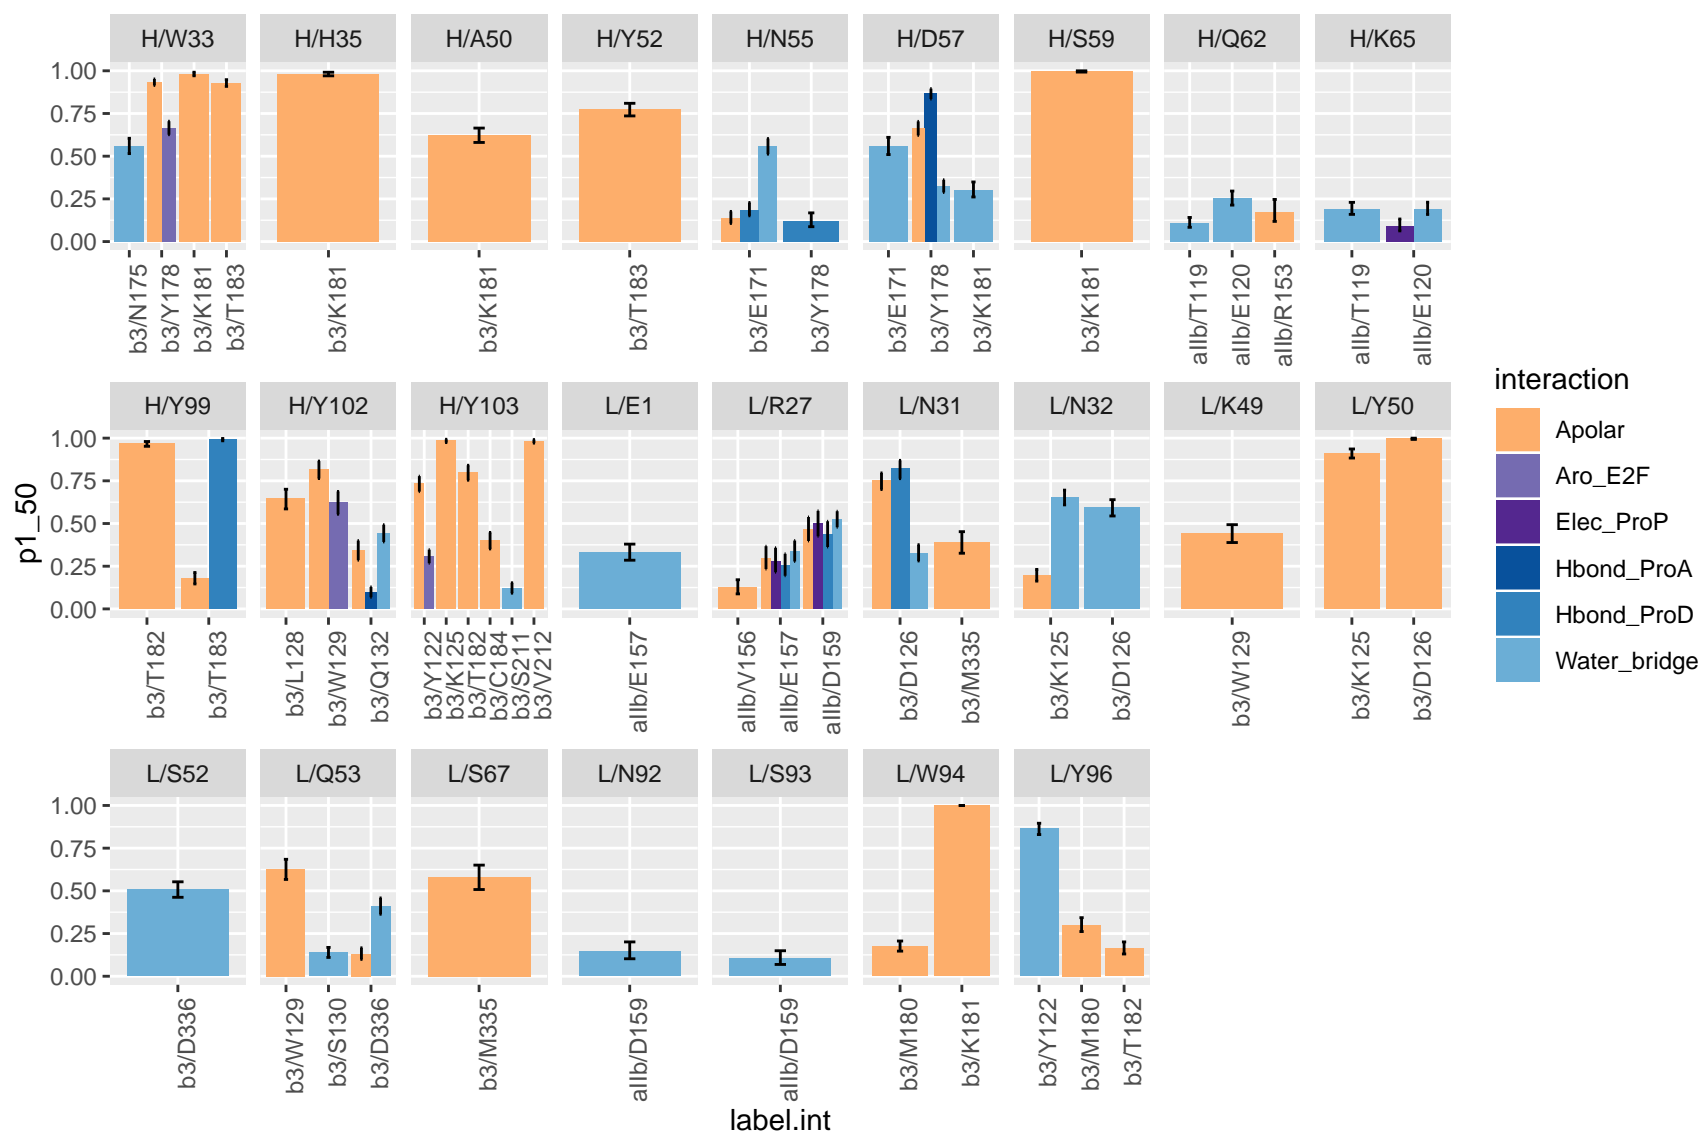 H/W33 H/H35 H/A50 H/Y52 H/N55 H/D57 H/S59 H/Q62 H/K65
1.00
0.75
0.50
0.25
0.00
b3/N175 b3/Y178 b3/K181 b3/T183 b3/K181 b3/K181 b3/T183 b3/E171 b3/Y178 b3/E171 b3/Y178 b3/K181 b3/K181 aIIb/T119 aIIb/E120 aIIb/R153 aIIb/T119 aIIb/E120
H/Y99 H/Y102 H/Y103 L/E1 L/R27 L/N31 L/N32 L/K49 L/Y50
1.00
0.75
0.50
0.25
0.00
b3/T182 b3/T183 b3/L128 b3/W129 b3/Q132 b3/Y122 b3/K125 b3/T182 b3/C184 b3/S211 b3/V212 aIIb/E157 aIIb/V156 aIIb/E157 aIIb/D159 b3/D126 b3/M335 b3/K125 b3/D126 b3/W129 b3/K125 b3/D126
L/S52 L/Q53 L/S67 L/N92 L/S93 L/W94 L/Y96
1.00
0.75
0.50
0.25
0.00
b3/D336 b3/W129 b3/S130 b3/D336 b3/M335 aIIb/D159 aIIb/D159 b3/M180 b3/K181 b3/Y122 b3/M180 b3/T182
p1_50
label.int
interaction
Apolar
Aro_E2F
Elec_ProP
Hbond_ProA
Hbond_ProD
Water_bridge